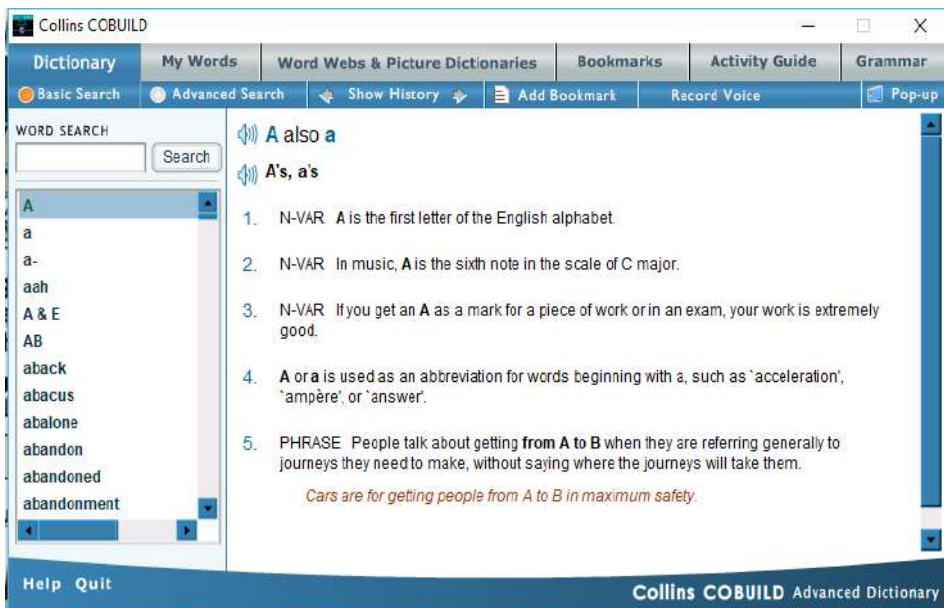 Collins COBUILD
Dictionary My Words Word Webs & Picture Dictionaries Bookmarks Activity Guide Grammar
Basic Search Advanced Search Show History Add Bookmark Record Voice Pop-up
WORD SEARCH
Search
A
a
a-
aah
A & E
AB
aback
abacus
abalone
abandon
abandoned
abandonment
A also a
A's, a's
1. N-VAR A is the first letter of the English alphabet.
2. N-VAR In music, A is the sixth note in the scale of C major.
3. N-VAR If you get an A as a mark for a piece of work or in an exam, your work is extremely
good.
4. A or a is used as an abbreviation for words beginning with a, such as `acceleration',
`ampère', or `answer'.
5. PHRASE People talk about getting from A to B when they are referring generally to
journeys they need to make, without saying where the journeys will take them.
Cars are for getting people from A to B in maximum safety.
Help Quit
Collins COBUILD Advanced Dictionary